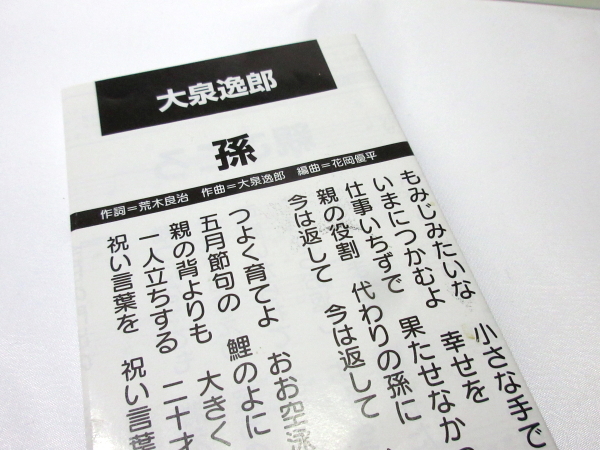 大泉逸郎
孫
作詞=荒木良治 作曲=大泉逸郎 編曲=花岡優平
もみじみたいな 小さな手で
いまにつかむよ 幸せを
仕事いちずで 果たせなか
親の役割 代わりの孫に
今は返して 今は返して
つよく育てよ おお空泳
五月節句の 鯉のよに
親の背よりも 大きく
一人立ちする 二十才
祝い言葉を 祝い言葉